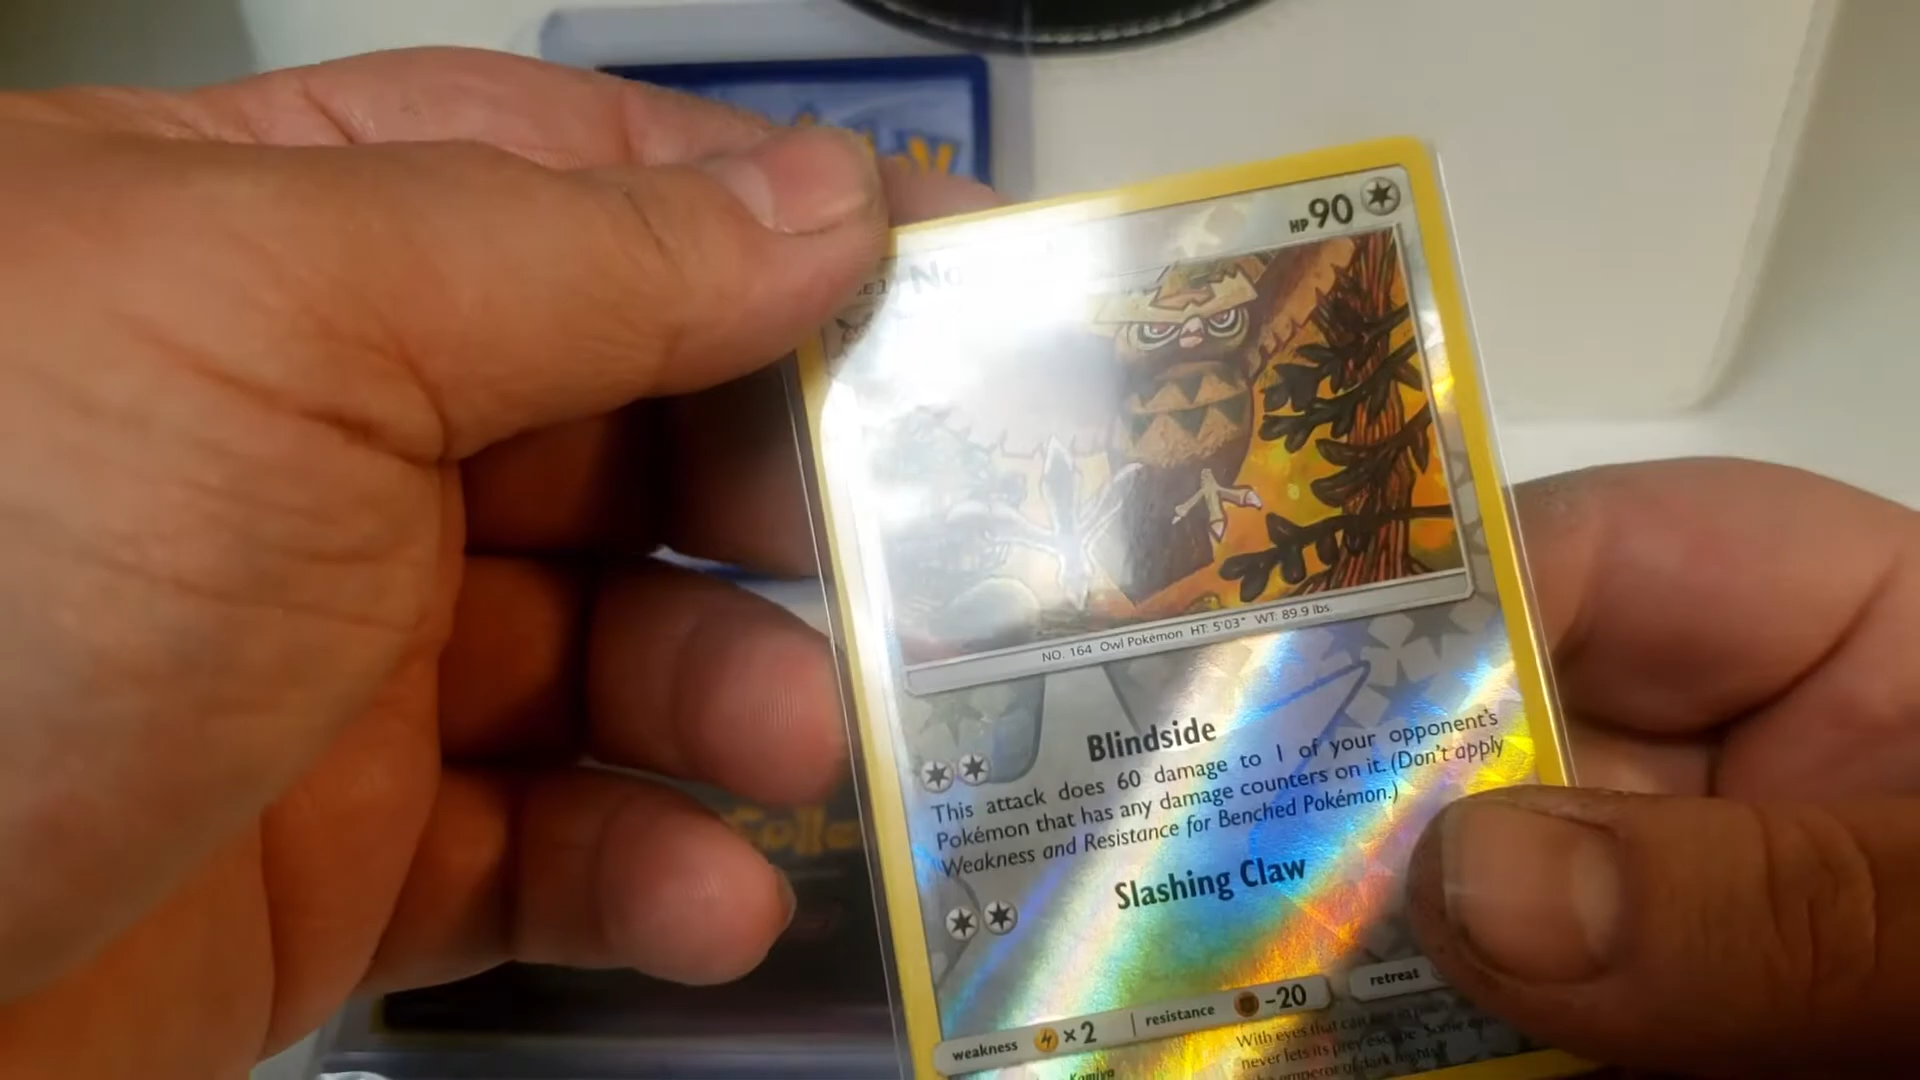 HP 90
NO. 164 Owl Pokémon HT: 5'03" WT: 89.9 lbs.
Blindside
This attack does 60 damage to 1 of your opponent's
Pokémon that has any damage counters on it. (Don't apply
Weakness and Resistance for Benched Pokémon.)
Slashing Claw
weakness ×2 resistance -20 retreat
With eyes that can
never lets its prey escape. Some
emperor of dark nights
Kamiya